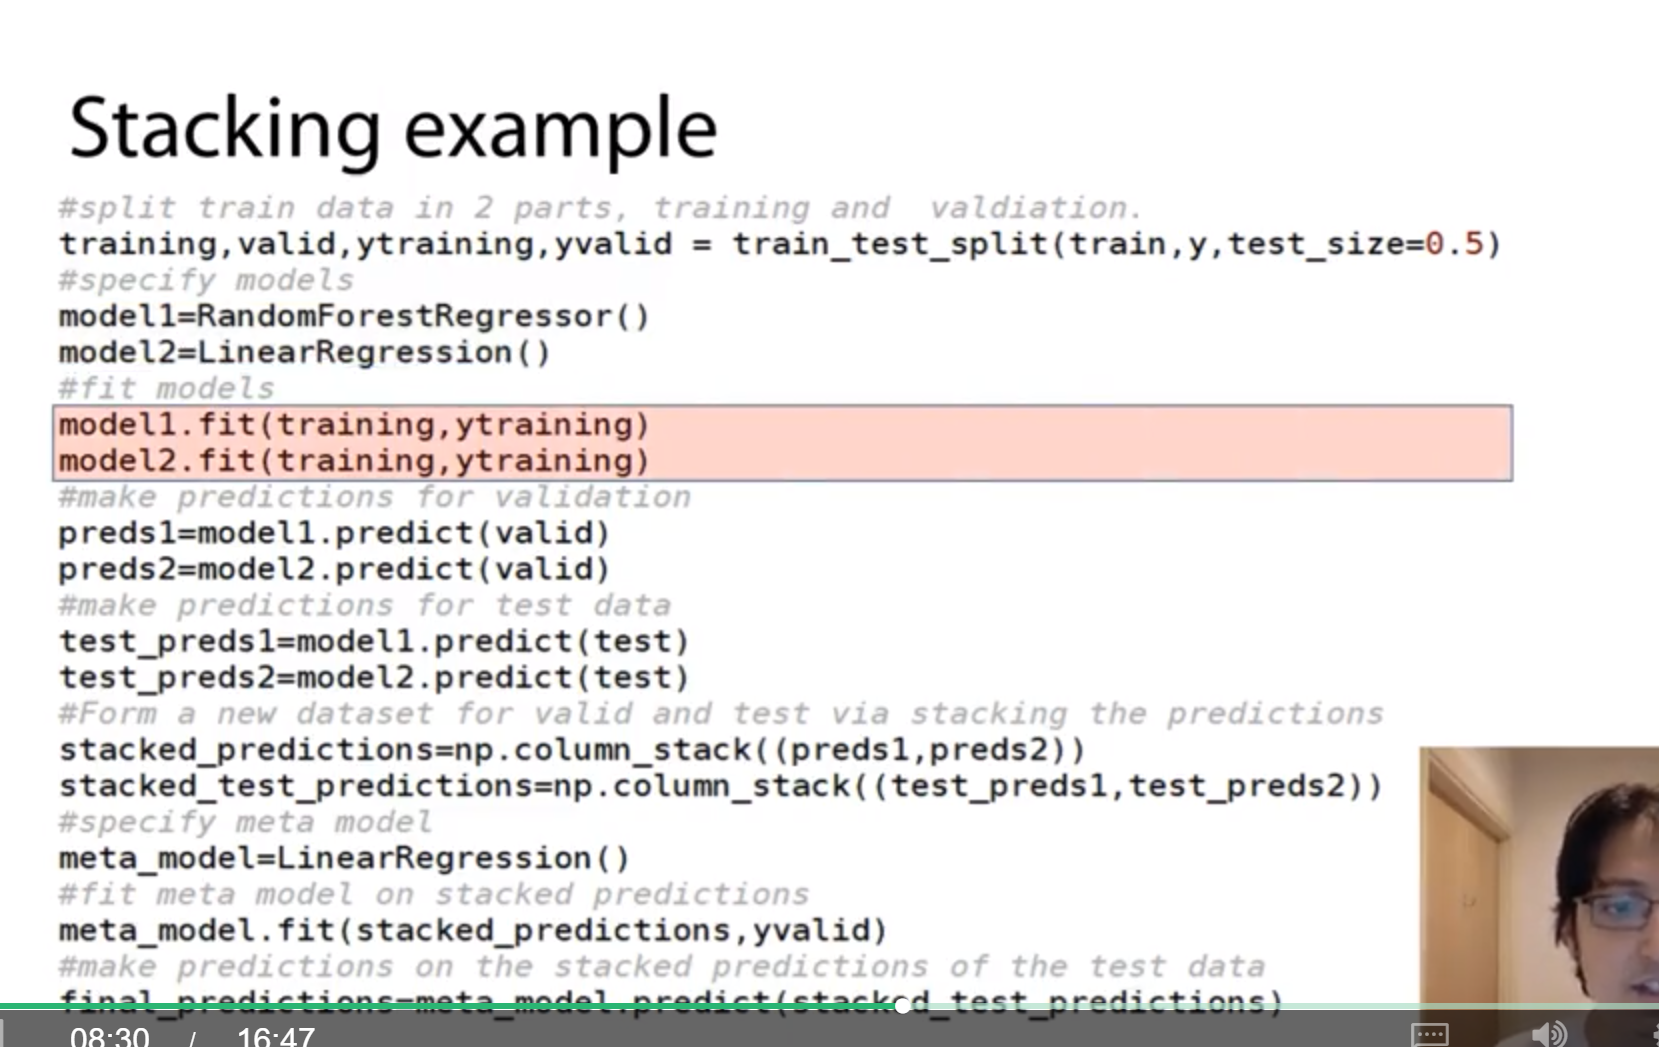 Stacking example
#split train data in 2 parts, training and  valdiation.
training,valid,ytraining,yvalid = train_test_split(train,y,test_size=0.5)
#specify models
model1=RandomForestRegressor()
model2=LinearRegression()
#fit models
model1.fit(training,ytraining)
model2.fit(training,ytraining)
#make predictions for validation
preds1=model1.predict(valid)
preds2=model2.predict(valid)
#make predictions for test data
test_preds1=model1.predict(test)
test_preds2=model2.predict(test)
#Form a new dataset for valid and test via stacking the predictions
stacked_predictions=np.column_stack((preds1,preds2))
stacked_test_predictions=np.column_stack((test_preds1,test_preds2))
#specify meta model
meta_model=LinearRegression()
#fit meta model on stacked predictions
meta_model.fit(stacked_predictions,yvalid)
#make predictions on the stacked predictions of the test data
final_predictions=meta_model.predict(stacked_test_predictions)
08:30 / 16:47